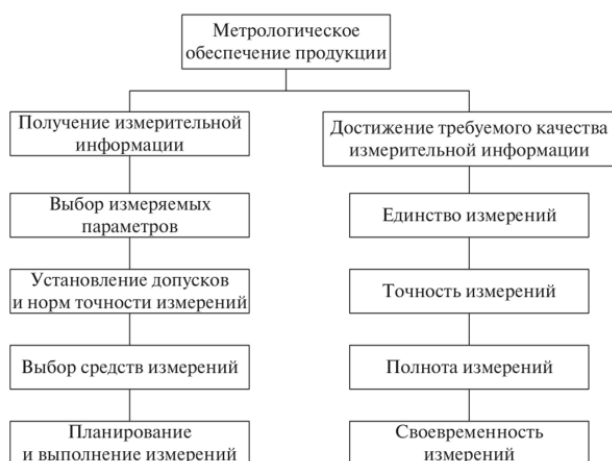 Метрологическое
обеспечение продукции
Получение измерительной
информации
Достижение требуемого качества
измерительной информации
Выбор измеряемых
параметров
Единство измерений
Установление допусков
и норм точности измерений
Точность измерений
Выбор средств измерений
Полнота измерений
Планирование
и выполнение измерений
Своевременность
измерений